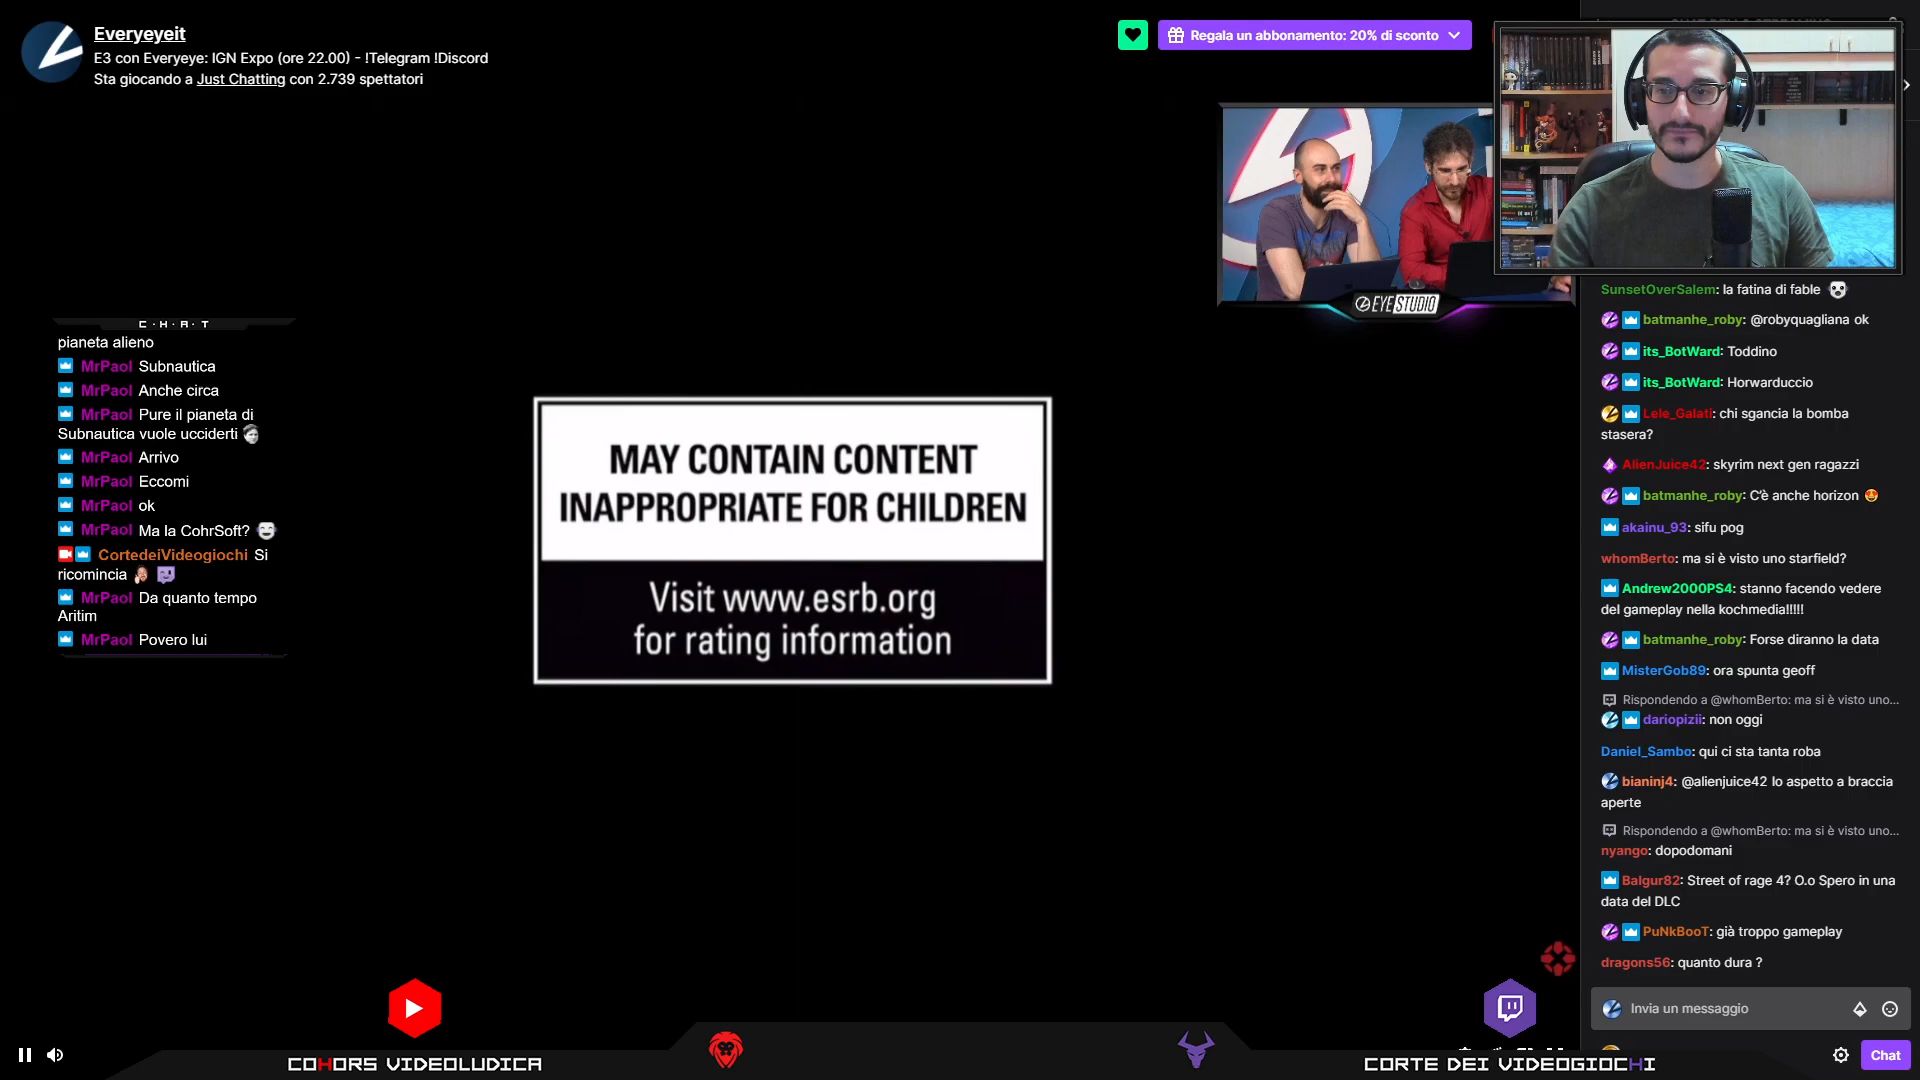 Everyeyeit
E3 con Everyeye: IGN Expo (ore 22.00) - !Telegram !Discord
Sta giocando a Just Chatting con 2.739 spettatori
Regala un abbonamento: 20% di sconto
EYE STUDIO
C·H·A·T
pianeta alieno
MrPaol Subnautica
MrPaol Anche circa
MrPaol Pure il pianeta di
Subnautica vuole ucciderti
MrPaol Arrivo
MrPaol Eccomi
MrPaol ok
MrPaol Ma la CohrSoft?
CortedeiVideogiochi Si
ricomincia
MrPaol Da quanto tempo
Aritim
MrPaol Povero lui
MAY CONTAIN CONTENT
INAPPROPRIATE FOR CHILDREN
Visit www.esrb.org
for rating information
SunsetOverSalem: la fatina di fable
batmanhe_roby: @robyquagliana ok
its_BotWard: Toddino
its_BotWard: Horwarduccio
Lele_Galati: chi sgancia la bomba
stasera?
AlienJuice42: skyrim next gen ragazzi
batmanhe_roby: C'è anche horizon
akainu_93: sifu pog
whomBerto: ma si è visto uno starfield?
Andrew2000PS4: stanno facendo vedere
del gameplay nella kochmedia!!!!!
batmanhe_roby: Forse diranno la data
MisterGob89: ora spunta geoff
Rispondendo a @whomBerto: ma si è visto uno...
dariopizii: non oggi
Daniel_Sambo: qui ci sta tanta roba
bianinj4: @alienjuice42 lo aspetto a braccia
aperte
Rispondendo a @whomBerto: ma si è visto uno...
nyango: dopodomani
Balgur82: Street of rage 4? O.o Spero in una
data del DLC
PuNkBooT: già troppo gameplay
dragons56: quanto dura ?
Invia un messaggio
Chat
COHORS VIDEOLUDICA
CORTE DEI VIDEOGIOCHI